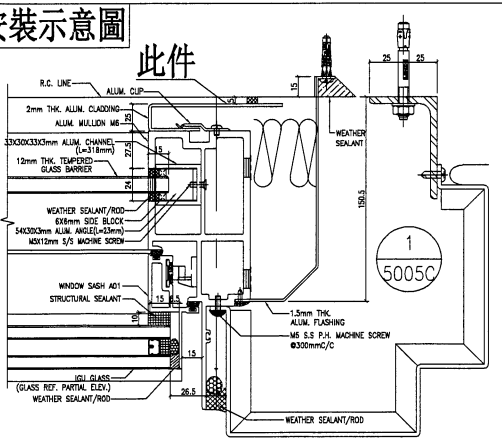 安裝示意圖
此件
R.C. LINE
ALUM. CLIP
2mm THK. ALUM. CLADDING
ALUM. MULLION M6
33X30X33X3mm ALUM. CHANNEL
(L=318mm)
12mm THK. TEMPERED
GLASS BARRIER
WEATHER SEALANT/ROD
6X6mm SIDE BLOCK
54X30X3mm ALUM. ANGLE(L=23mm)
M5X12mm S/S MACHINE SCREW
WINDOW SASH A01
STRUCTURAL SEALANT
IGU GLASS
(GLASS REF. PARTIAL ELEV.)
WEATHER SEALANT/ROD
25
27.5
15
24
15
6.5
10
15
26.5
15
25
25
WEATHER
SEALANT
150.5
1
5005C
1.5mm THK.
ALUM. FLASHING
M5 S.S P.H. MACHINE SCREW
@300mmC/C
WEATHER SEALANT/ROD